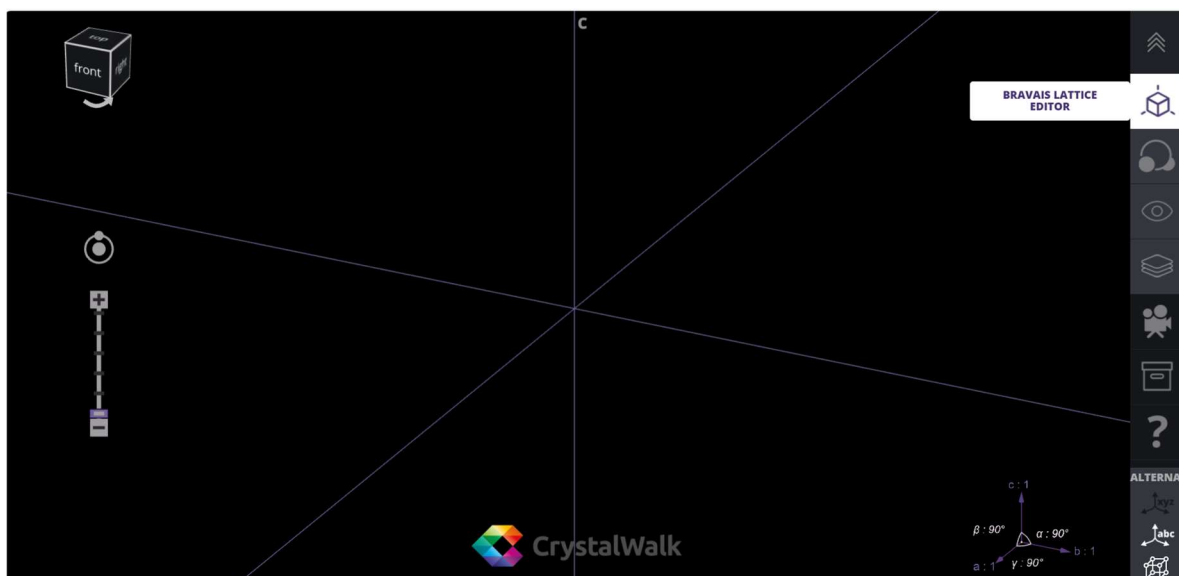 c
top
front
right
BRAVAIS LATTICE
EDITOR
+
−
?
ALTERNA
xyz
c : 1
β : 90°
α : 90°
abc
b : 1
a : 1
γ : 90°
CrystalWalk